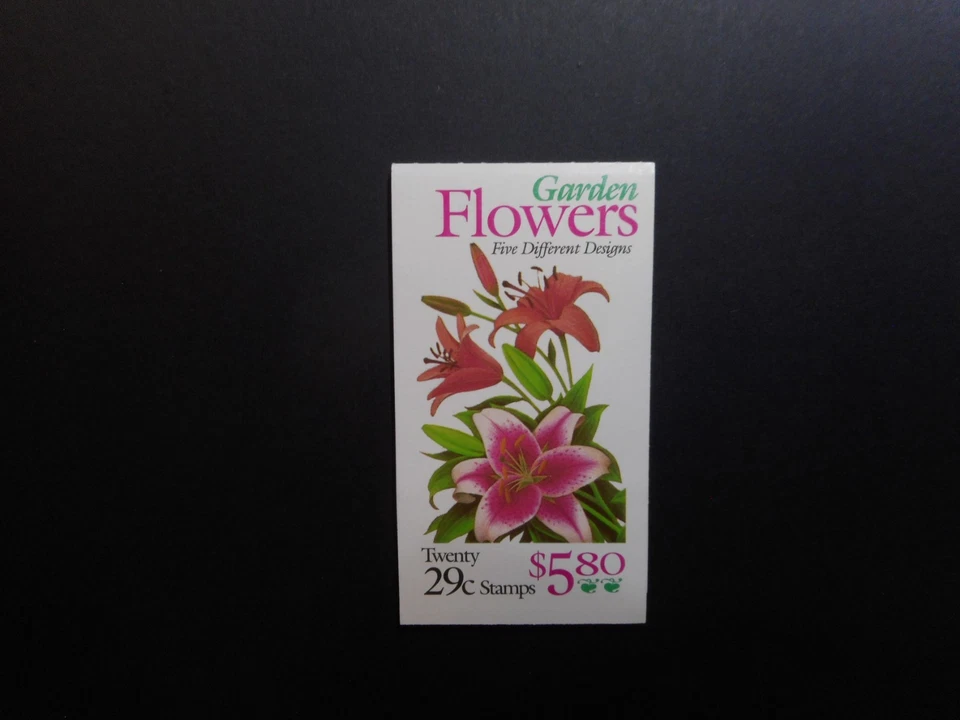 Garden
Flowers
Five Different Designs
Twenty
29c Stamps
$5.80